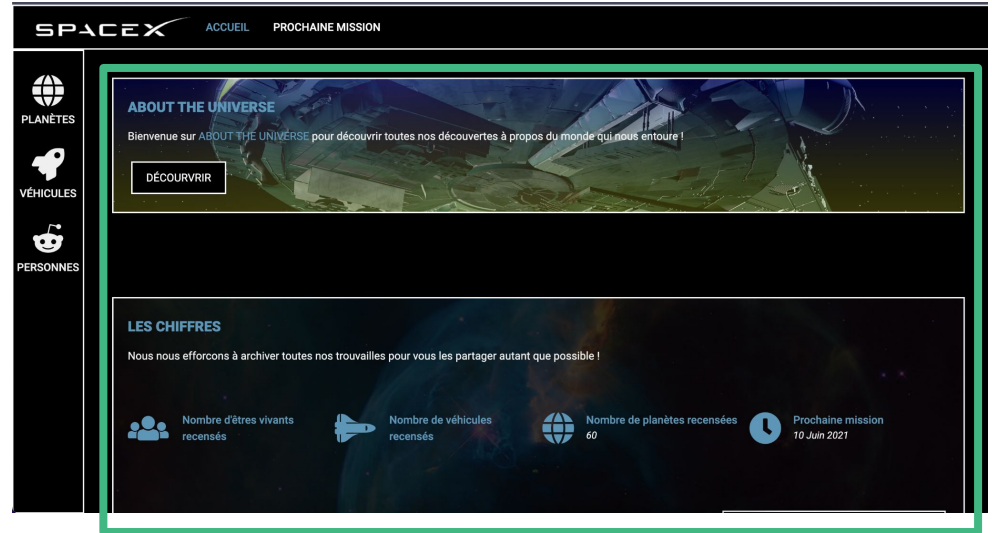 SPACEX ACCUEIL PROCHAINE MISSION
PLANÈTES
VÉHICULES
PERSONNES
ABOUT THE UNIVERSE
Bienvenue sur ABOUT THE UNIVERSE pour découvrir toutes nos découvertes à propos du monde qui nous entoure !
DÉCOURVRIR
LES CHIFFRES
Nous nous efforcons à archiver toutes nos trouvailles pour vous les partager autant que possible !
Nombre d'êtres vivants
recensés
Nombre de véhicules
recensés
Nombre de planètes recensées
60
Prochaine mission
10 Juin 2021